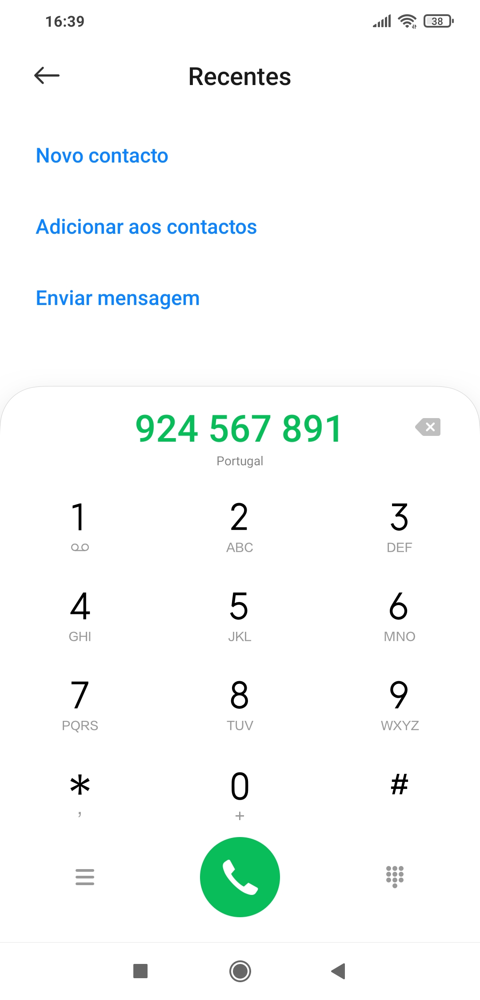 16:39
38
Recentes
Novo contacto
Adicionar aos contactos
Enviar mensagem
924 567 891
Portugal
1 2 3
ABC DEF
4 5 6
GHI JKL MNO
7 8 9
PQRS TUV WXYZ
* 0 #
, +